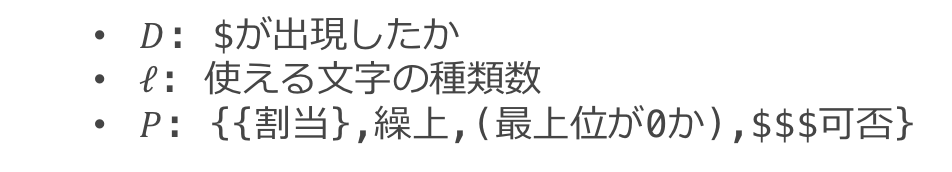 • D: $が出現したか
• ℓ: 使える文字の種類数
• P: {{割当},繰上,(最上位が0か),$$$可否}